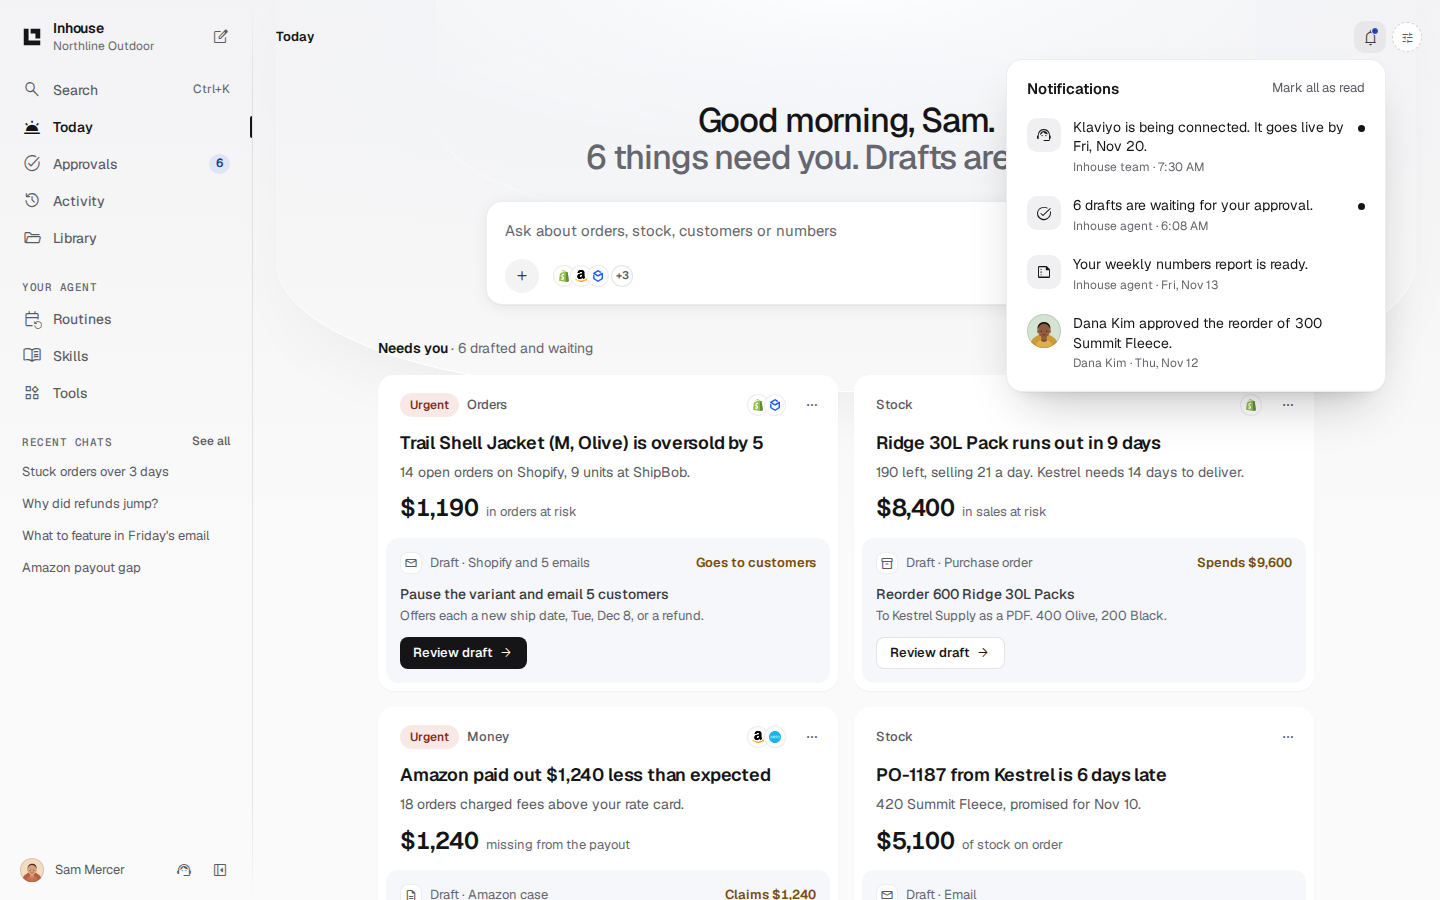 Inhouse
Northline Outdoor
Search Ctrl+K
Today
Approvals 6
Activity
Library
YOUR AGENT
Routines
Skills
Tools
RECENT CHATS See all
Stuck orders over 3 days
Why did refunds jump?
What to feature in Friday's email
Amazon payout gap
Sam Mercer
Today
Good morning, Sam.
6 things need you. Drafts are
Ask about orders, stock, customers or numbers
+3
Notifications Mark all as read
Klaviyo is being connected. It goes live by
Fri, Nov 20.
Inhouse team · 7:30 AM
6 drafts are waiting for your approval.
Inhouse agent · 6:08 AM
Your weekly numbers report is ready.
Inhouse agent · Fri, Nov 13
Dana Kim approved the reorder of 300
Summit Fleece.
Dana Kim · Thu, Nov 12
Needs you · 6 drafted and waiting
Urgent Orders
Trail Shell Jacket (M, Olive) is oversold by 5
14 open orders on Shopify, 9 units at ShipBob.
$1,190 in orders at risk
Draft · Shopify and 5 emails Goes to customers
Pause the variant and email 5 customers
Offers each a new ship date, Tue, Dec 8, or a refund.
Review draft
Stock
Ridge 30L Pack runs out in 9 days
190 left, selling 21 a day. Kestrel needs 14 days to deliver.
$8,400 in sales at risk
Draft · Purchase order Spends $9,600
Reorder 600 Ridge 30L Packs
To Kestrel Supply as a PDF. 400 Olive, 200 Black.
Review draft
Urgent Money
Amazon paid out $1,240 less than expected
18 orders charged fees above your rate card.
$1,240 missing from the payout
Draft · Amazon case Claims $1,240
Stock
PO-1187 from Kestrel is 6 days late
420 Summit Fleece, promised for Nov 10.
$5,100 of stock on order
Draft · Email